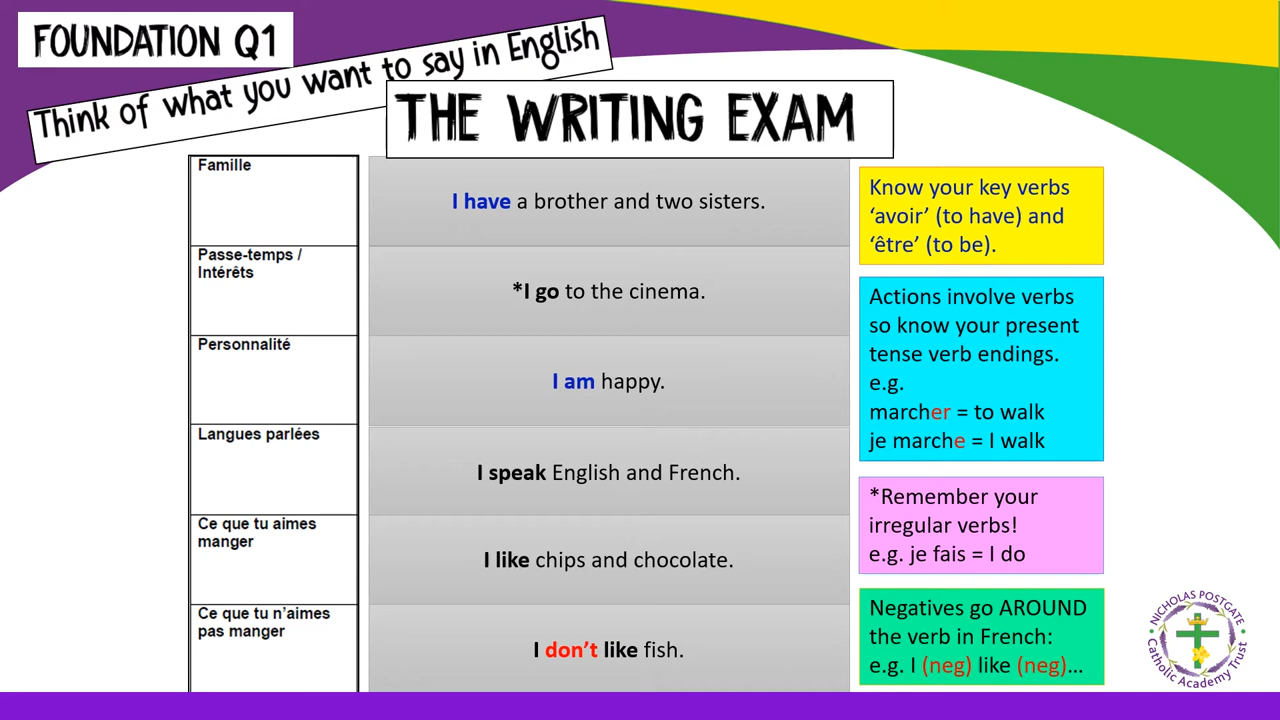 FOUNDATION Q1
Think of what you want to say in English
THE WRITING EXAM
Famille
I have a brother and two sisters.
Passe-temps /
Intérêts
*I go to the cinema.
Personnalité
I am happy.
Langues parlées
I speak English and French.
Ce que tu aimes
manger
I like chips and chocolate.
Ce que tu n’aimes
pas manger
I don’t like fish.
Know your key verbs
‘avoir’ (to have) and
‘être’ (to be).
Actions involve verbs
so know your present
tense verb endings.
e.g.
marcher = to walk
je marche = I walk
*Remember your
irregular verbs!
e.g. je fais = I do
Negatives go AROUND
the verb in French:
e.g. I (neg) like (neg)…
NICHOLAS POSTGATE
Catholic Academy Trust